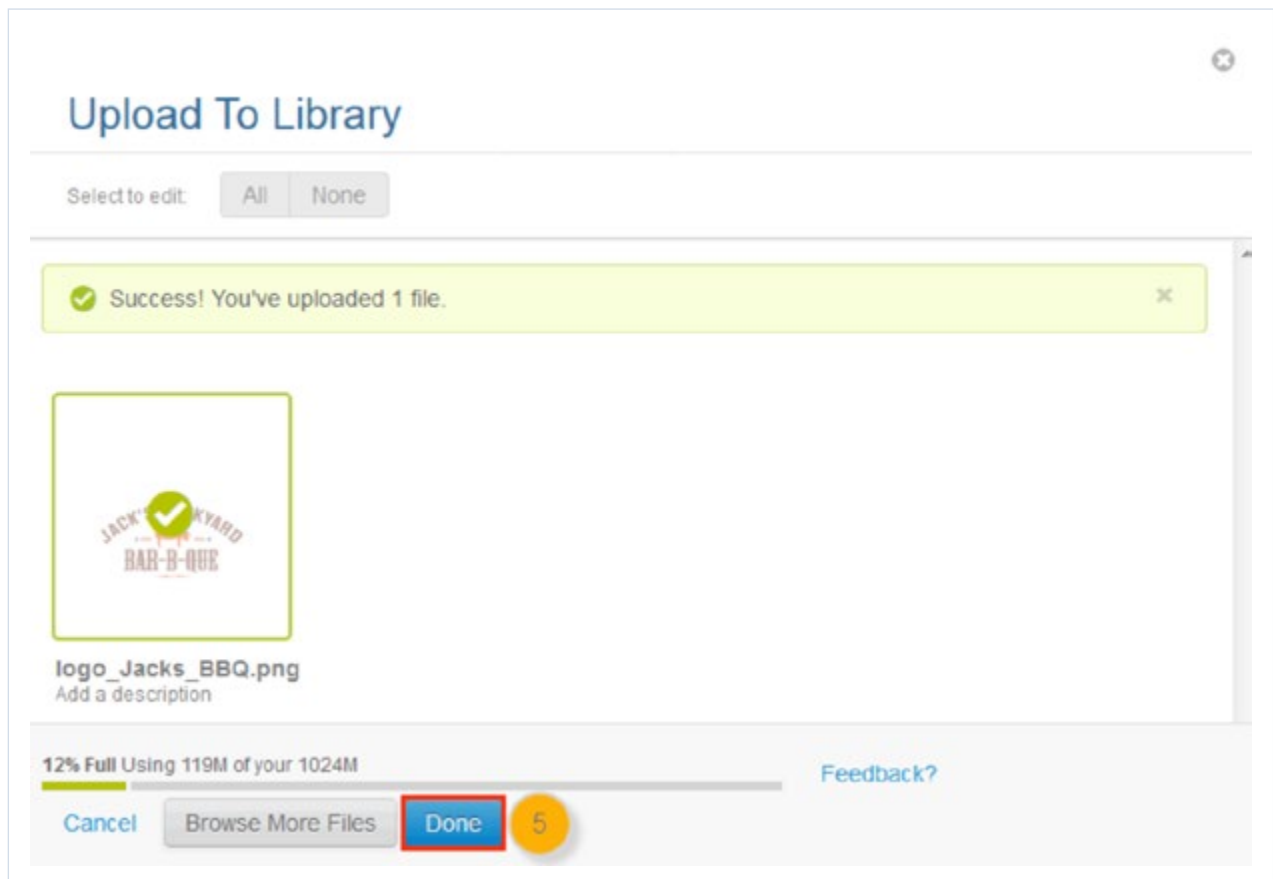 Upload To Library
Select to edit: All None
Success! You've uploaded 1 file.
JACK'S KYARD
BAR-B-QUE
logo_Jacks_BBQ.png
Add a description
12% Full Using 119M of your 1024M
Feedback?
Cancel Browse More Files Done 5